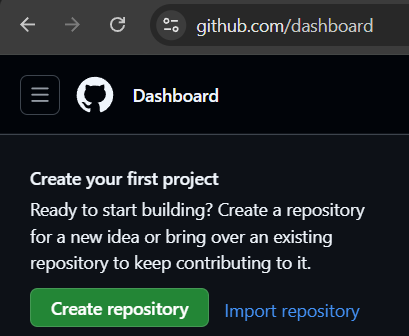 github.com/dashboard
Dashboard
Create your first project
Ready to start building? Create a repository
for a new idea or bring over an existing
repository to keep contributing to it.
Create repository
Import repository